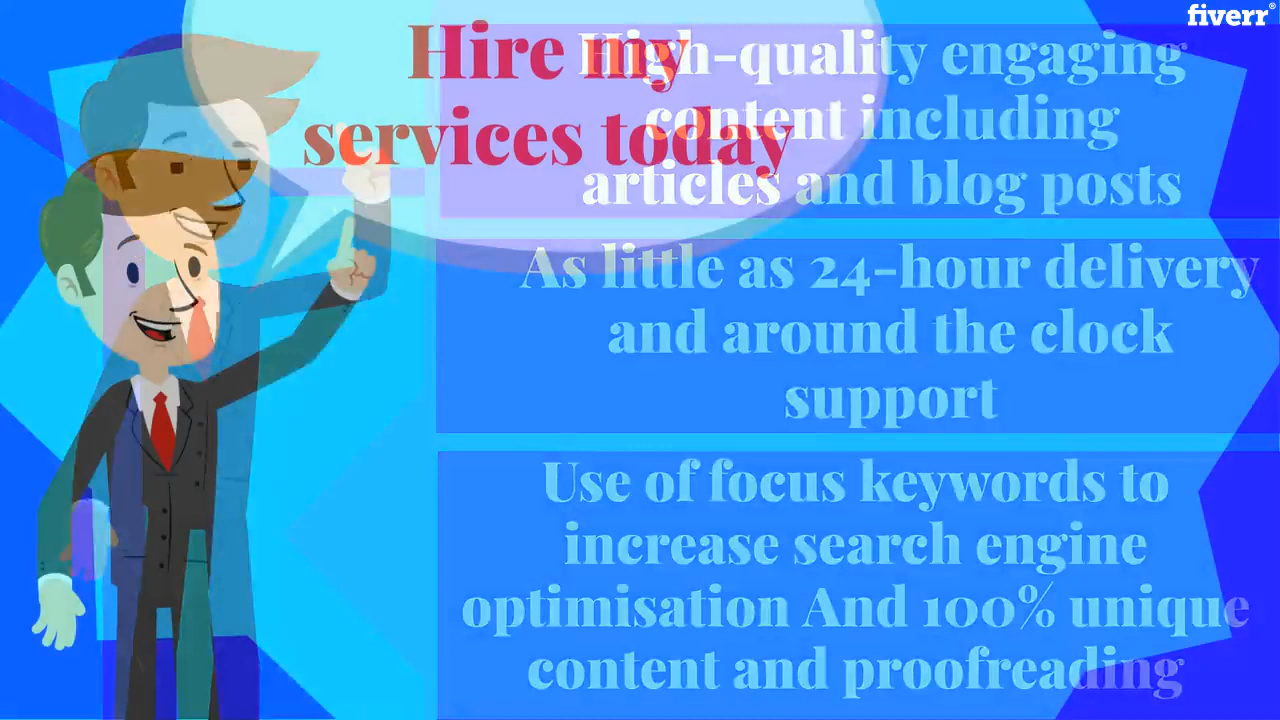 fiverr®
Hire my
services today
High-quality engaging
content including
articles and blog posts
As little as 24-hour delivery
and around the clock
support
Use of focus keywords to
increase search engine
optimisation And 100% unique
content and proofreading